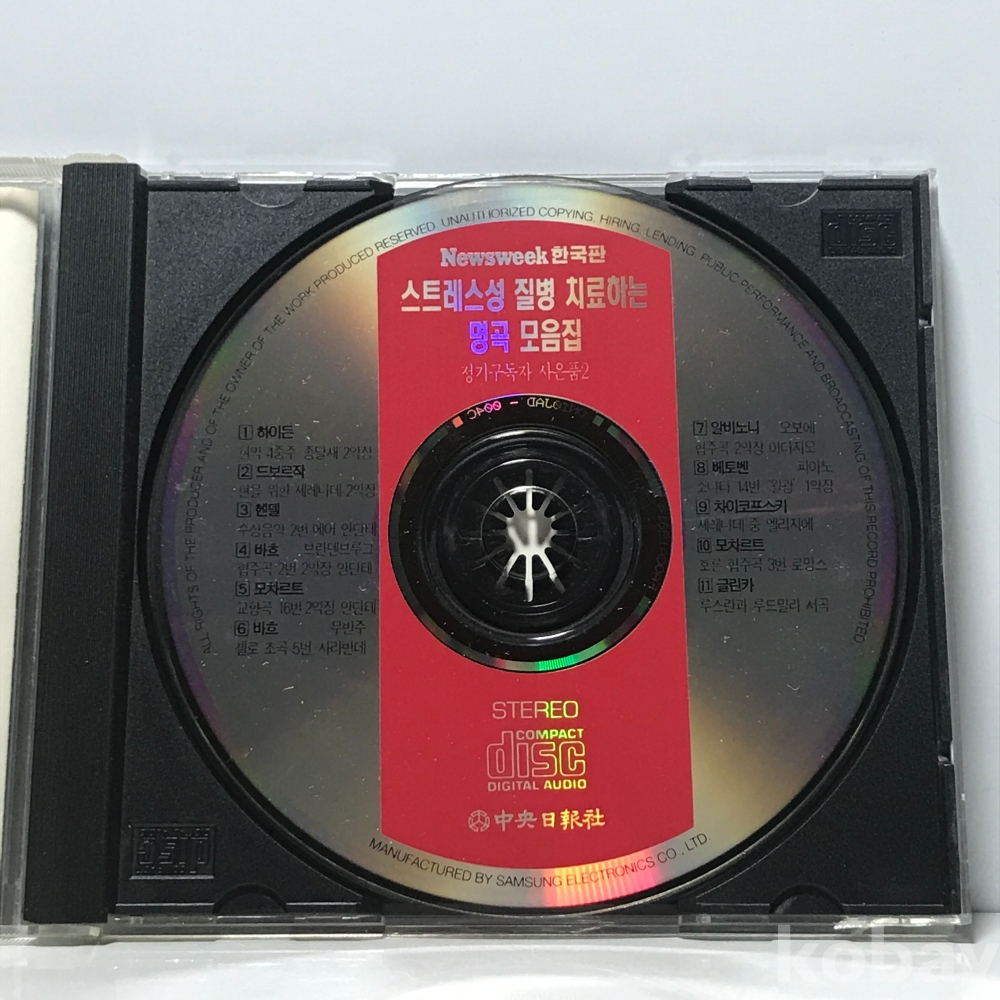 ALL RIGHTS OF THE PRODUCER AND OF THE OWNER OF THE WORK PRODUCED RESERVED. UNAUTHORIZED COPYING, HIRING, LENDING, PUBLIC PERFORMANCE AND BROADCASTING OF THIS RECORD PROHIBITED
Newsweek 한국판
스트레스성 질병 치료하는
명곡 모음집
정기구독자 사은품2
1 하이든
현악 4중주 종달새 2악장
2 드보르작
현을 위한 세레나데 2악장
3 헨델
수상음악 2번 에어 안단테
4 바흐 브란덴브루그
협주곡 2번 2악장 안단테
5 모차르트
교향곡 16번 2악장 안단테
6 바흐 무반주
첼로 조곡 5번 사라반데
7 알비노니 오보에
협주곡 2악장 아다지오
8 베토벤 피아노
소나타 14번 '월광' 1악장
9 차이코프스키
세레나데 중 엘리지에
10 모차르트
호른 협주곡 3번 로망스
11 글린카
루스란과 루드밀라 서곡
STEREO
COMPACT
disc
DIGITAL AUDIO
中央日報社
MANUFACTURED BY SAMSUNG ELECTRONICS CO., LTD.
kobay